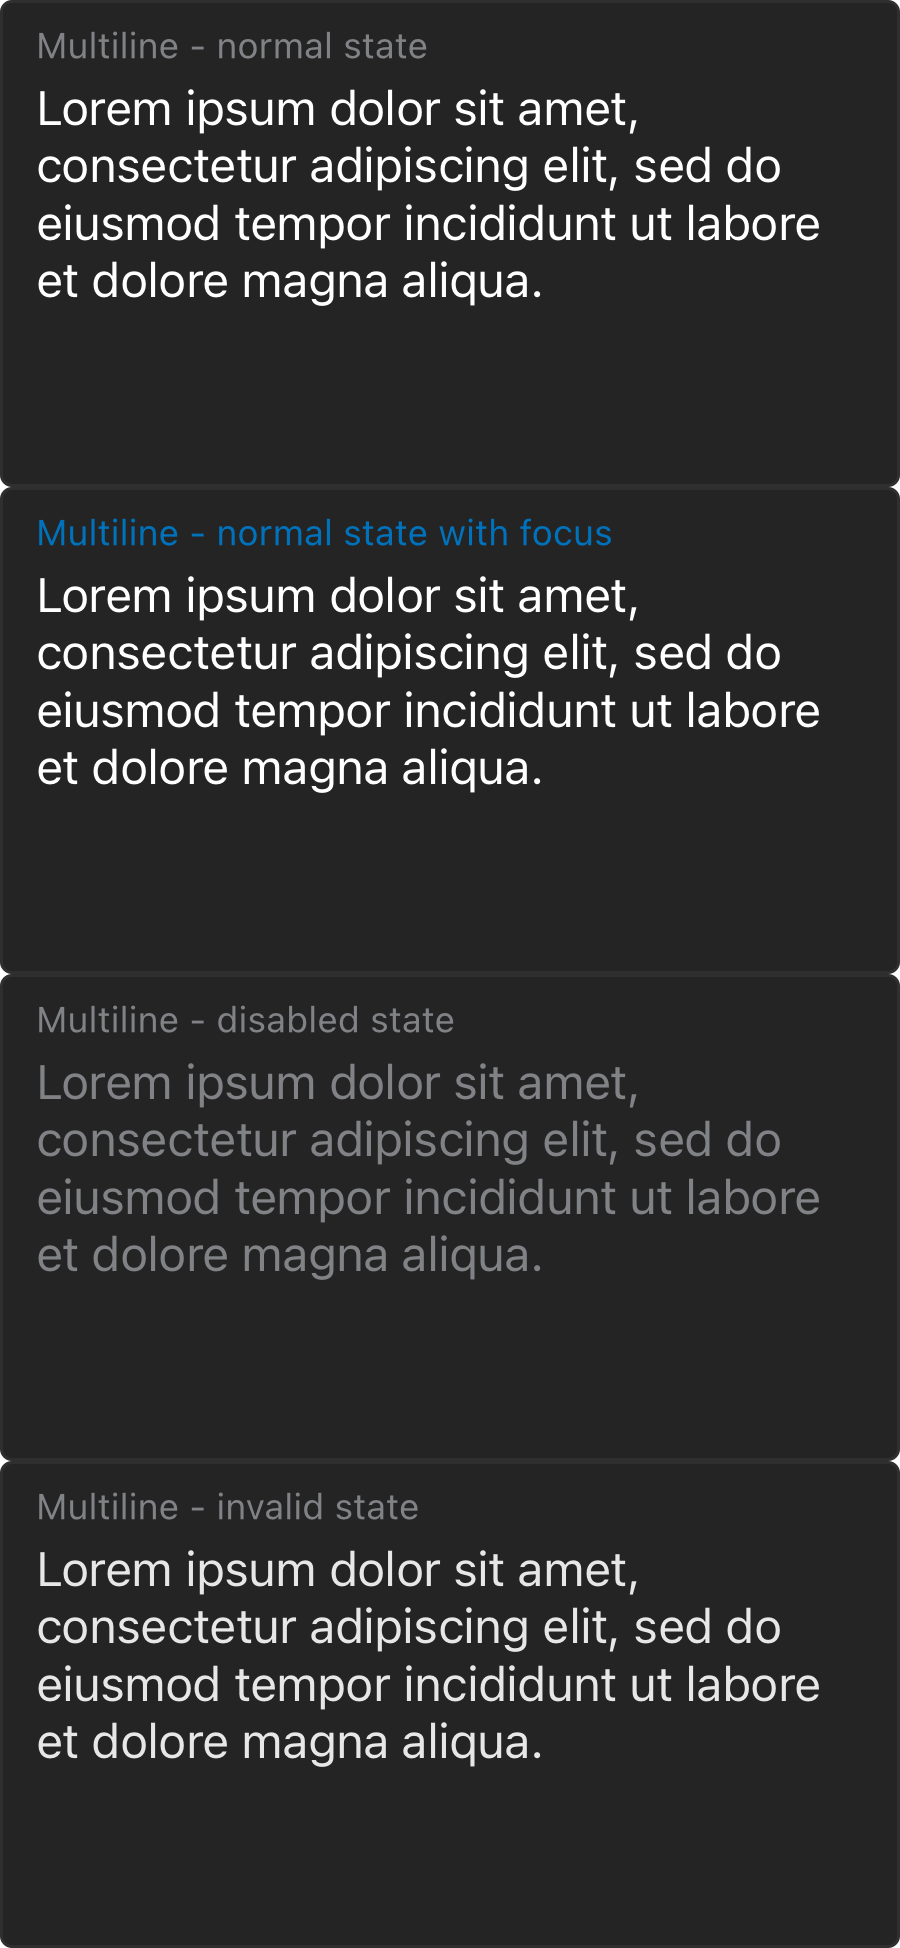 Multiline - normal state
Lorem ipsum dolor sit amet,
consectetur adipiscing elit, sed do
eiusmod tempor incididunt ut labore
et dolore magna aliqua.
Multiline - normal state with focus
Lorem ipsum dolor sit amet,
consectetur adipiscing elit, sed do
eiusmod tempor incididunt ut labore
et dolore magna aliqua.
Multiline - disabled state
Lorem ipsum dolor sit amet,
consectetur adipiscing elit, sed do
eiusmod tempor incididunt ut labore
et dolore magna aliqua.
Multiline - invalid state
Lorem ipsum dolor sit amet,
consectetur adipiscing elit, sed do
eiusmod tempor incididunt ut labore
et dolore magna aliqua.